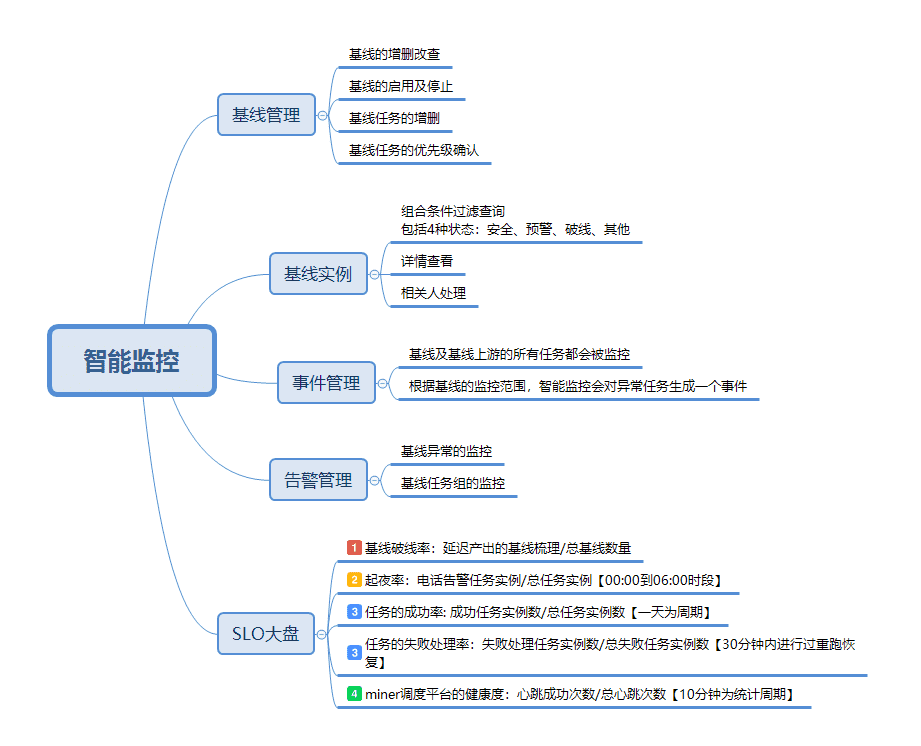 智能监控
基线管理
基线的增删改查
基线的启用及停止
基线任务的增删
基线任务的优先级确认
基线实例
组合条件过滤查询
包括4种状态：安全、预警、破线、其他
详情查看
相关人处理
事件管理
基线及基线上游的所有任务都会被监控
根据基线的监控范围，智能监控会对异常任务生成一个事件
告警管理
基线异常的监控
基线任务组的监控
SLO大盘
1 基线破线率：延迟产出的基线梳理/总基线数量
2 起夜率：电话告警任务实例/总任务实例【00:00到06:00时段】
3 任务的成功率: 成功任务实例数/总任务实例数【一天为周期】
3 任务的失败处理率：失败处理任务实例数/总失败任务实例数【30分钟内进行过重跑恢
复】
4 miner调度平台的健康度：心跳成功次数/总心跳次数【10分钟为统计周期】